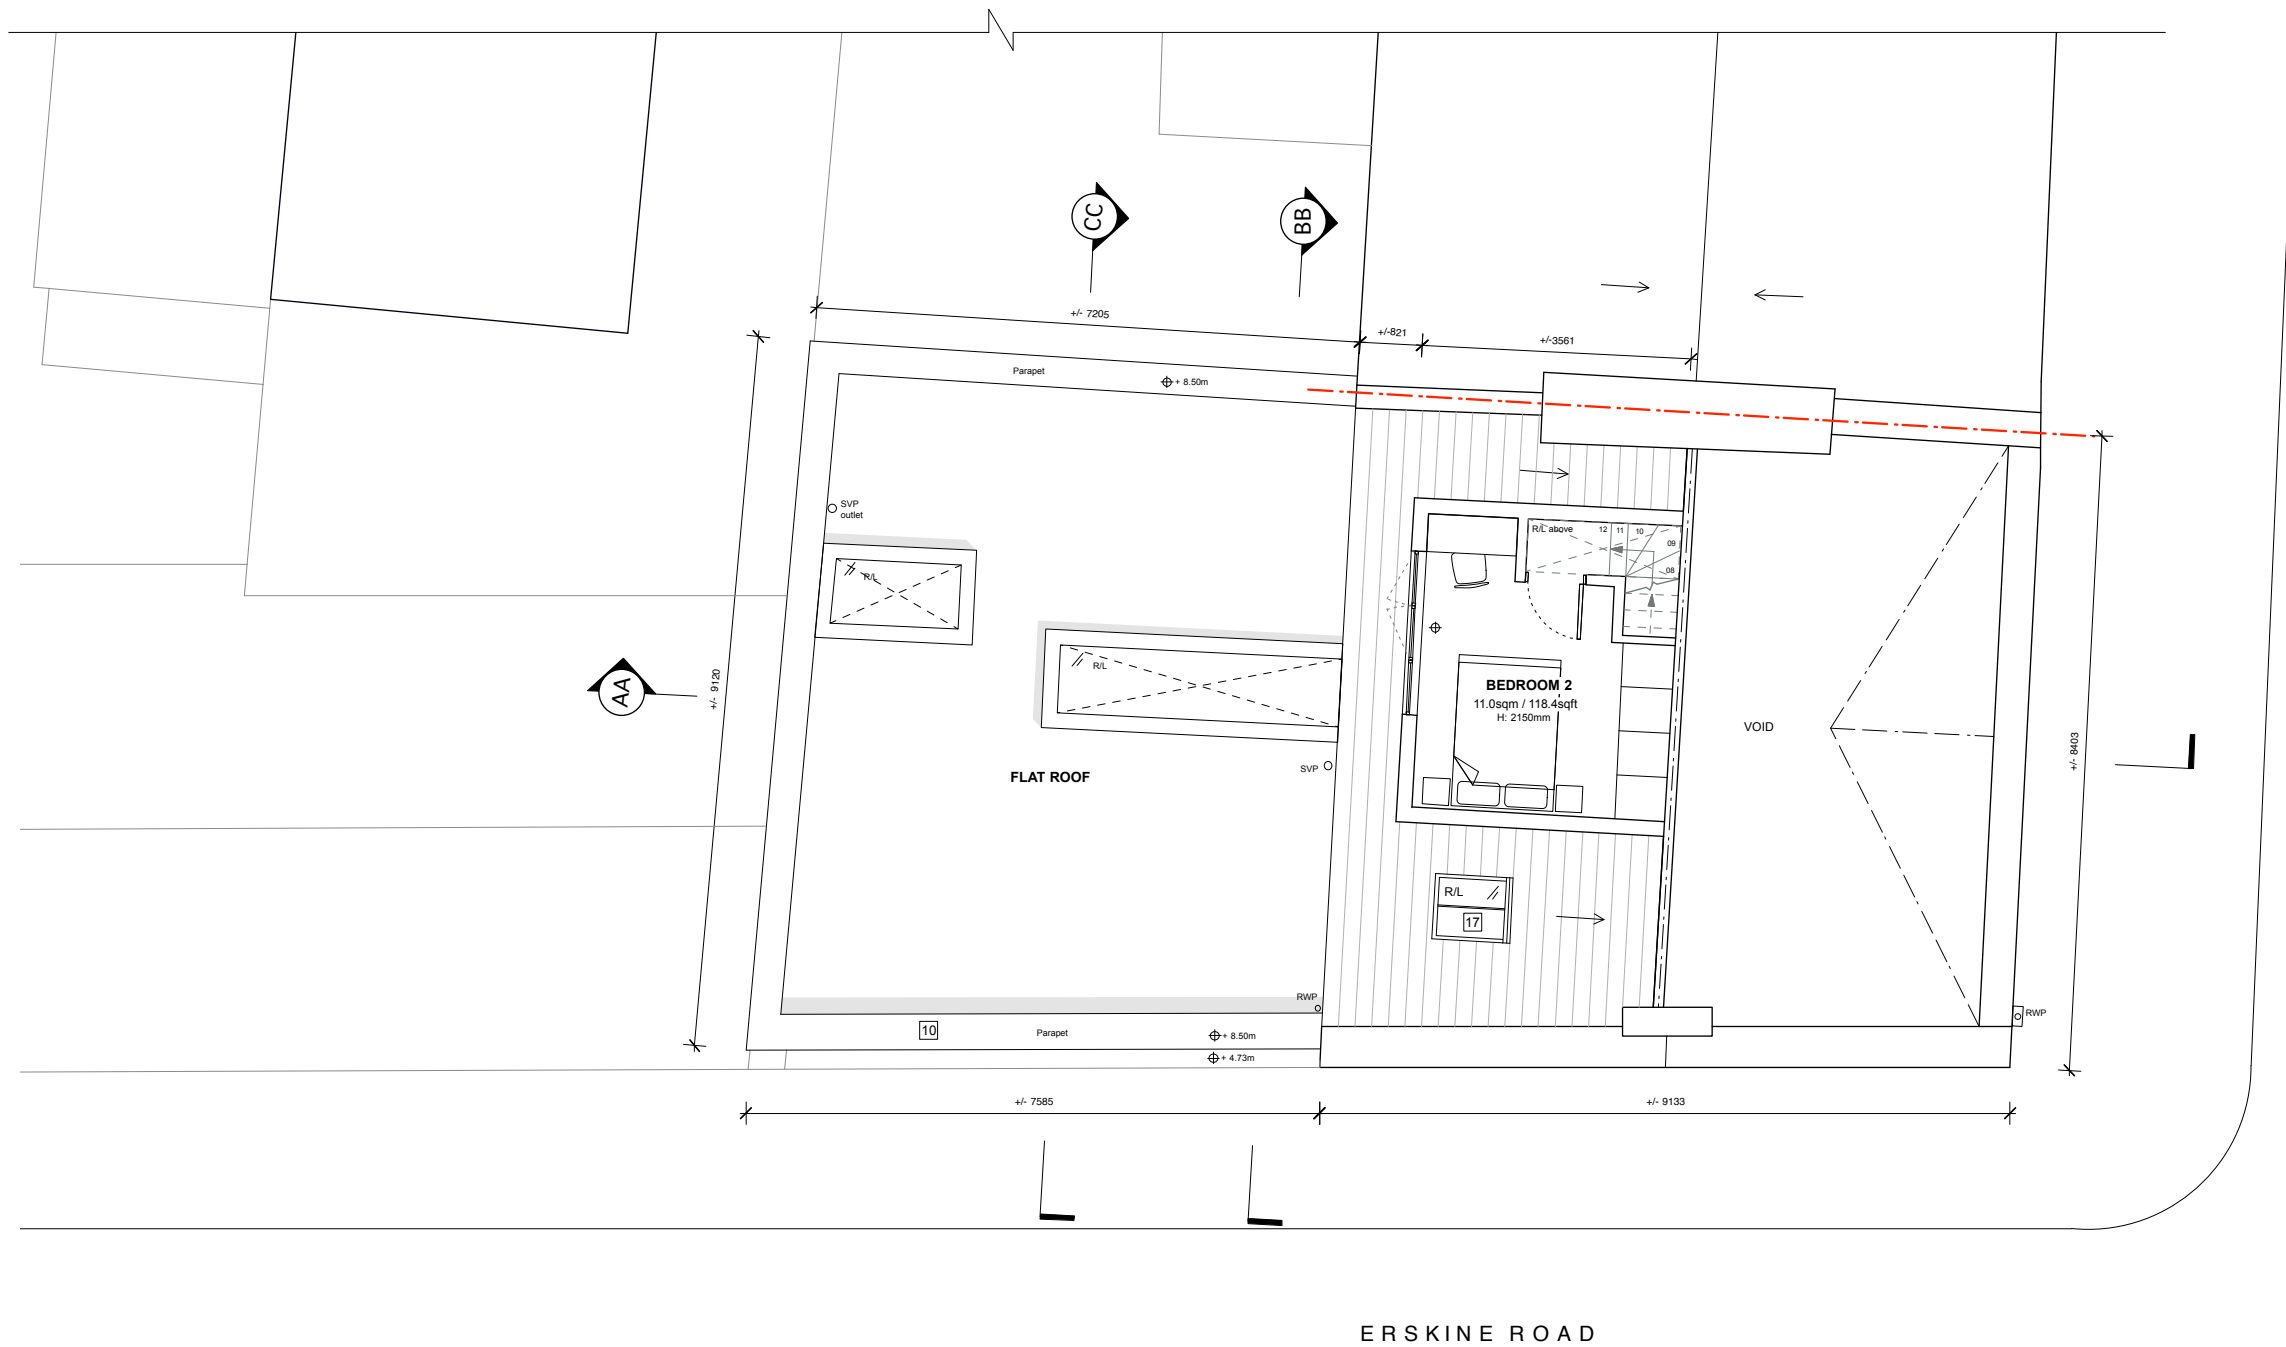 CC
BB
+/- 7205
+/-821
+/-3561
Parapet
+ 8.50m
SVP
outlet
R/L
R/L above
12
11
10
09
08
R/L
AA
+/- 9120
BEDROOM 2
11.0sqm / 118.4sqft
H: 2150mm
VOID
+/- 8403
SVP
FLAT ROOF
R/L
17
RWP
RWP
10
Parapet
+ 8.50m
+ 4.73m
+/- 7585
+/- 9133
ERSKINE ROAD